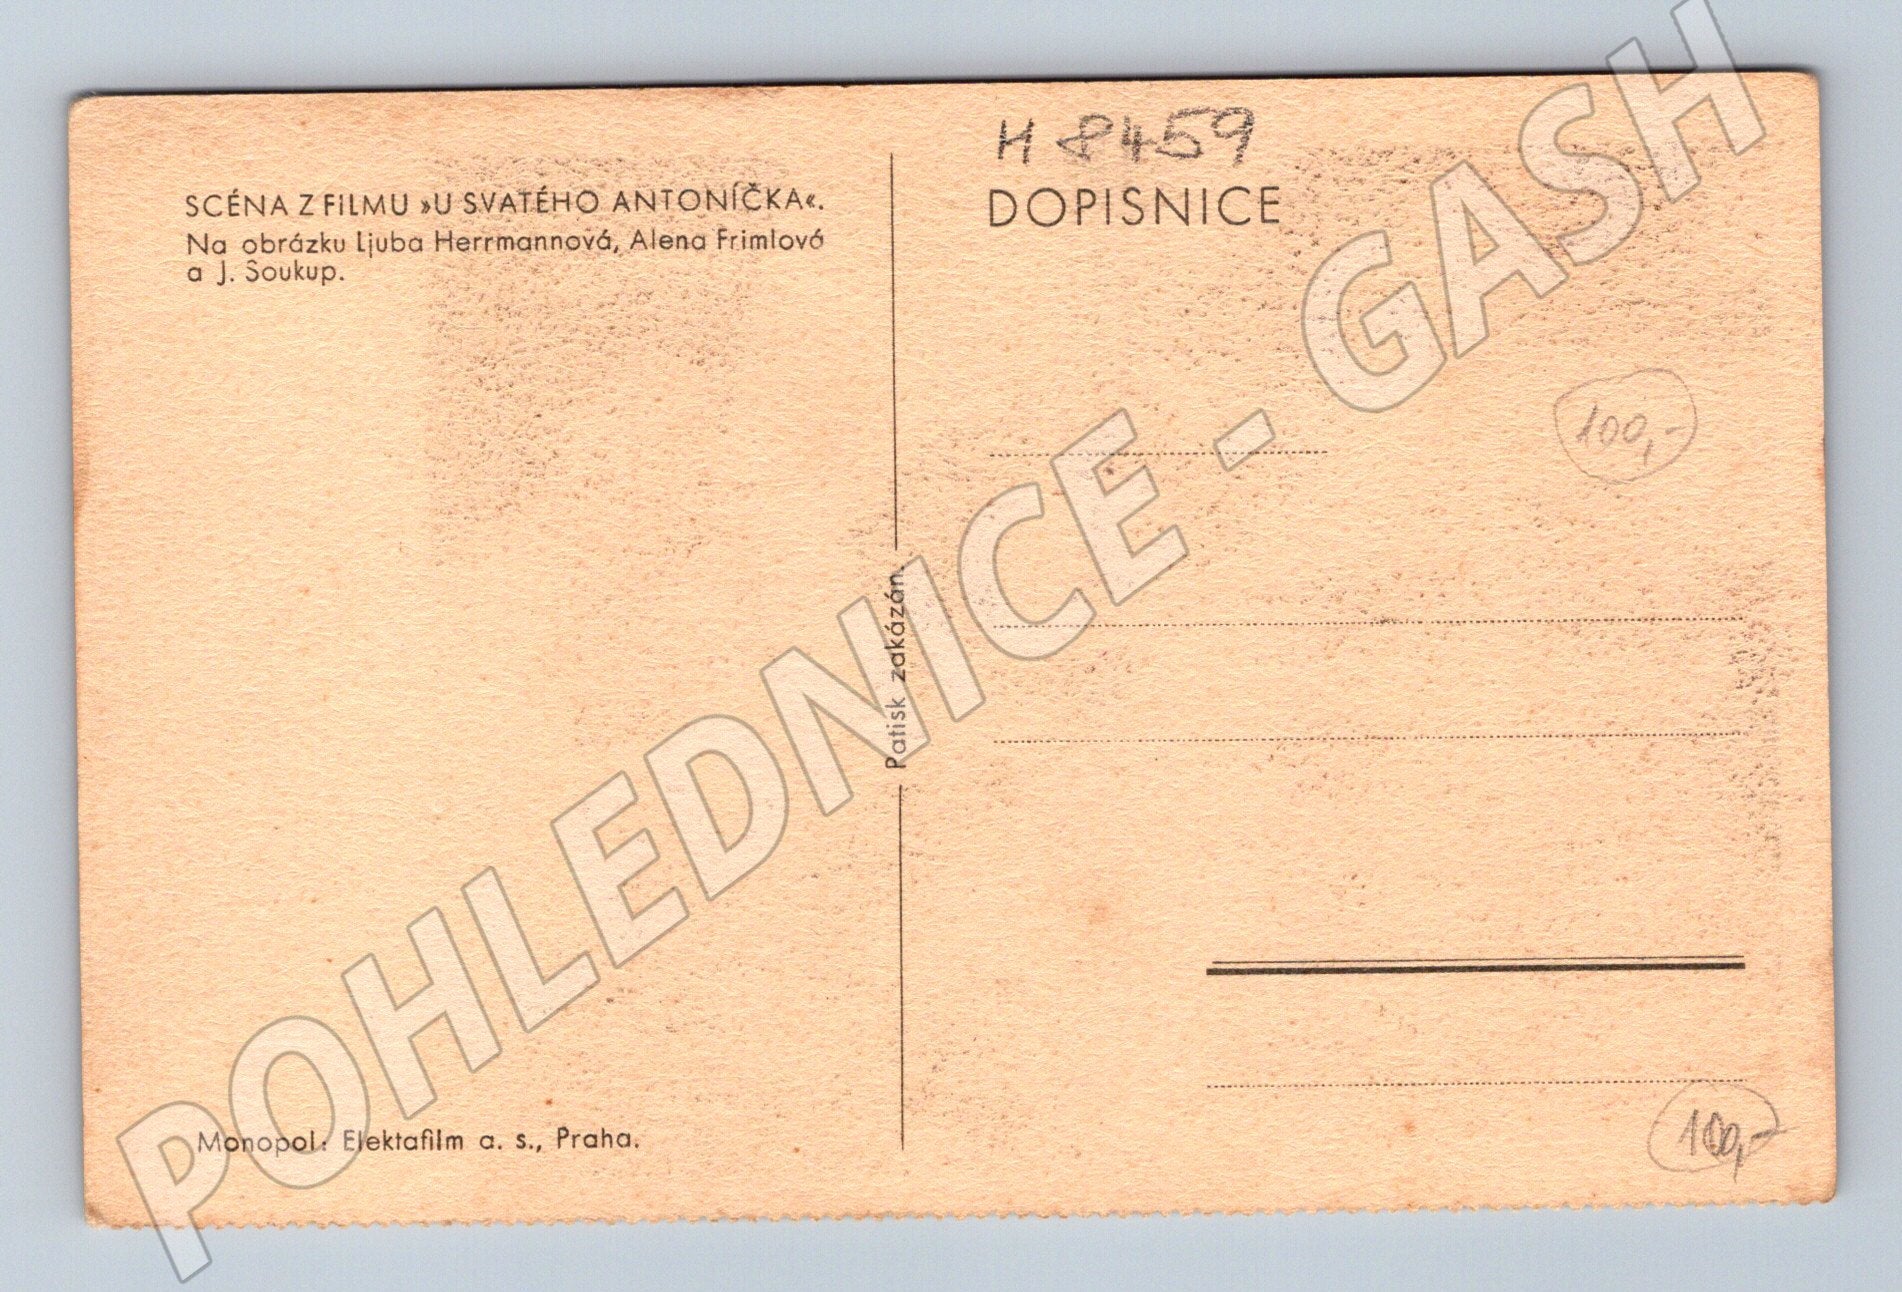 SCÉNA Z FILMU »U SVATÉHO ANTONÍČKA«.
Na obrázku Ljuba Herrmannová, Alena Frimlová
a J. Soukup.
H 8459
DOPISNICE
100,-
Patisk zakázán.
Monopol: Elektafilm a. s., Praha.
100,-
POHLEDNICE - GASH